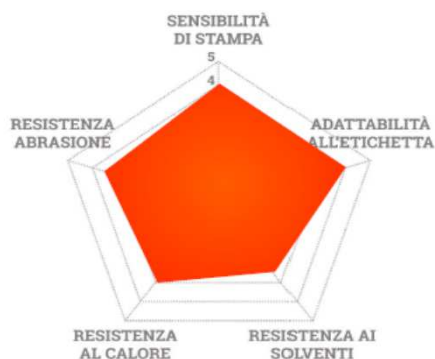 SENSIBILITÀ
DI STAMPA
5
4
RESISTENZA
ABRASIONE
ADATTABILITÀ
ALL'ETICHETTA
RESISTENZA
AL CALORE
RESISTENZA AI
SOLVENTI